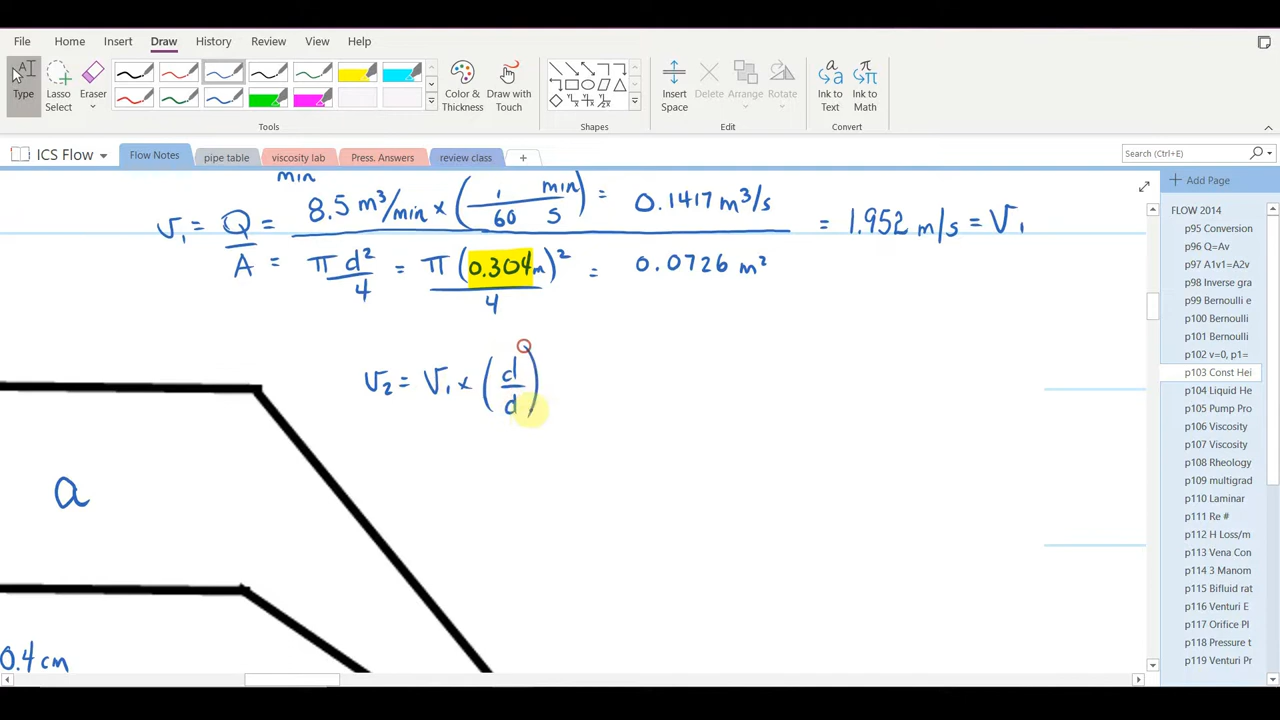 File Home Insert Draw History Review View Help
Type Lasso Select Eraser Color & Thickness Draw with Touch Insert Space Delete Arrange Rotate Ink to Text Ink to Math
Tools Shapes Edit Convert
ICS Flow Flow Notes pipe table viscosity lab Press. Answers review class + Search (Ctrl+E)
+ Add Page
FLOW 2014
p95 Conversion
p96 Q=Av
p97 A1v1=A2v
p98 Inverse gra
p99 Bernoulli e
p100 Bernoulli
p101 Bernoulli
p102 v=0, p1=
p103 Const Hei
p104 Liquid He
p105 Pump Pro
p106 Viscosity
p107 Viscosity
p108 Rheology
p109 multigrad
p110 Laminar
p111 Re #
p112 H Loss/m
p113 Vena Con
p114 3 Manom
p115 Bifluid rat
p116 Venturi E
p117 Orifice Pl
p118 Pressure t
p119 Venturi Pr
min
v₁ = Q = 8.5 m³/min × (1 min / 60 s) = 0.1417 m³/s = 1.952 m/s = v₁
A = π d² / 4 = π (0.304 m)² / 4 = 0.0726 m²
v₂ = v₁ × (d / d)
a
0.4 cm